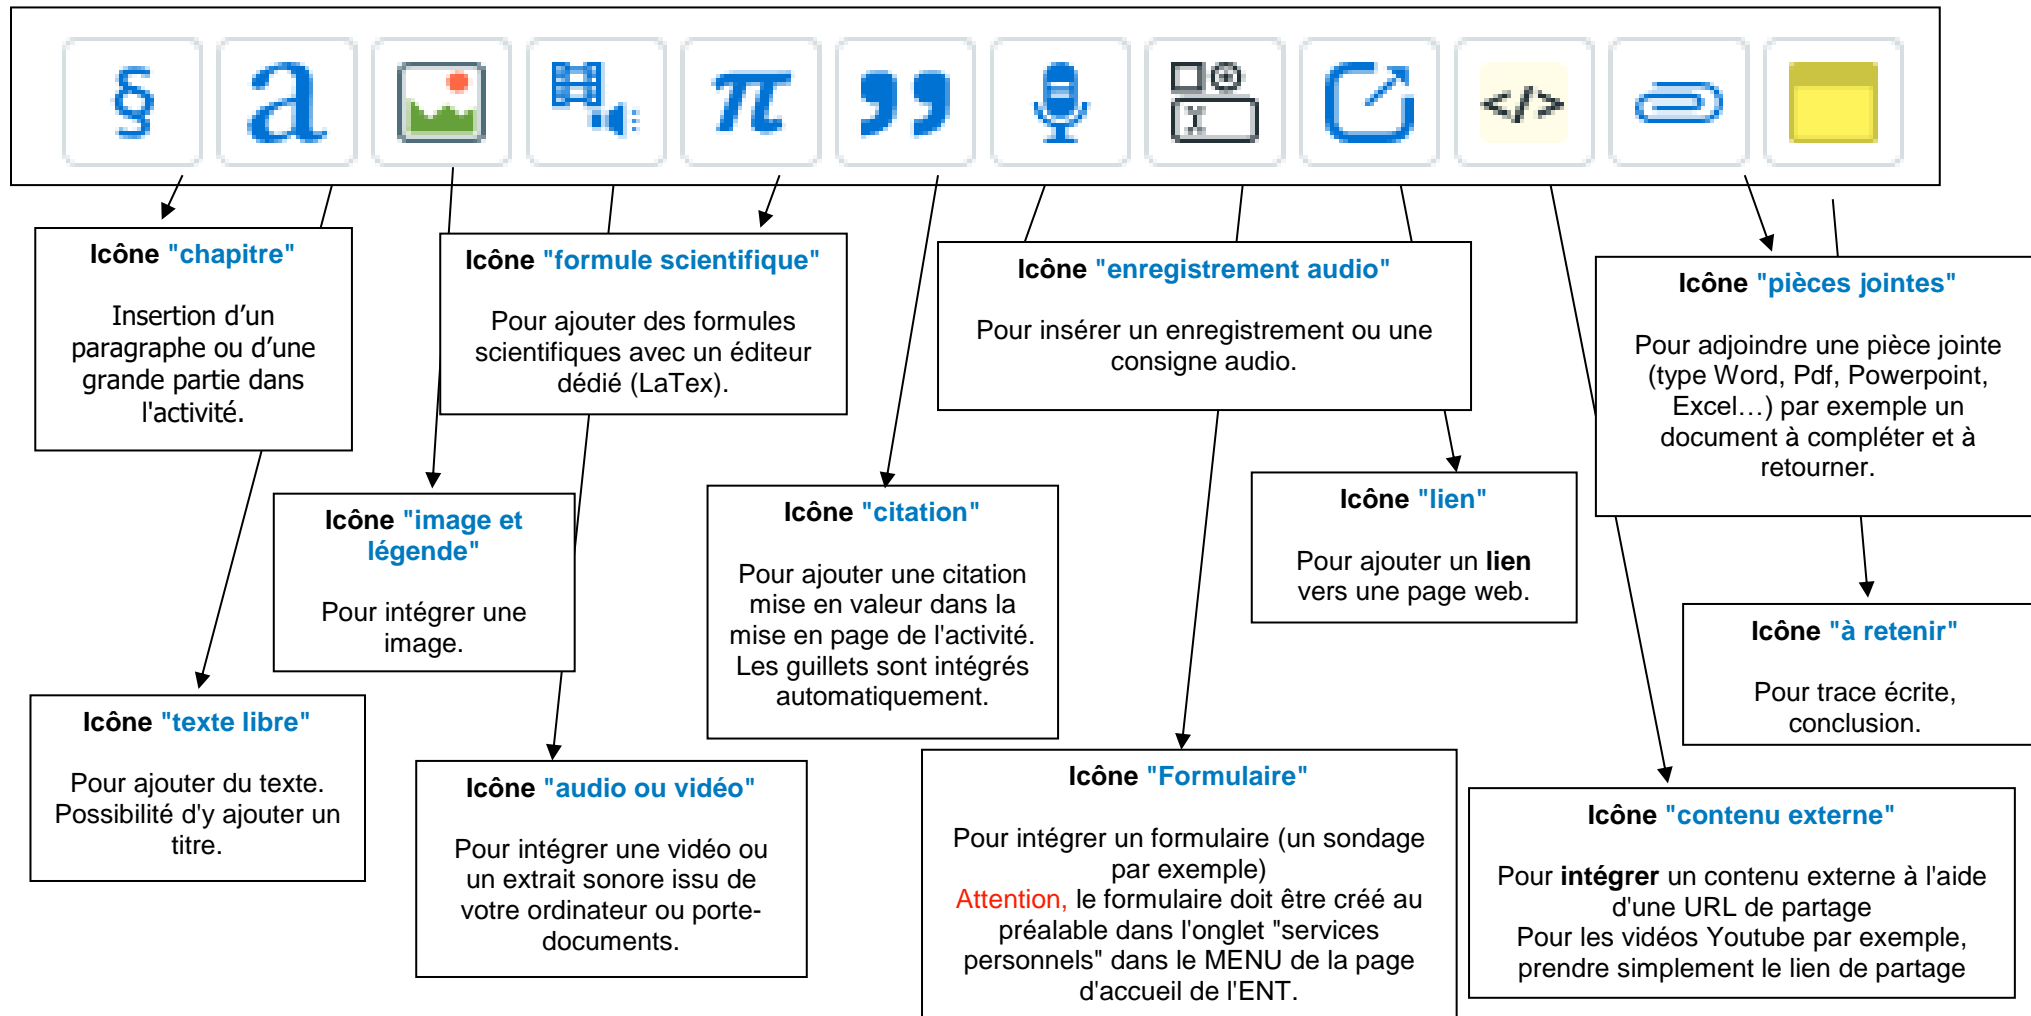 § a π ” </>
Icône "chapitre"
Insertion d’un
paragraphe ou d’une
grande partie dans
l'activité.
Icône "formule scientifique"
Pour ajouter des formules
scientifiques avec un éditeur
dédié (LaTex).
Icône "enregistrement audio"
Pour insérer un enregistrement ou une
consigne audio.
Icône "pièces jointes"
Pour adjoindre une pièce jointe
(type Word, Pdf, Powerpoint,
Excel…) par exemple un
document à compléter et à
retourner.
Icône "image et
légende"
Pour intégrer une
image.
Icône "citation"
Pour ajouter une citation
mise en valeur dans la
mise en page de l'activité.
Les guillets sont intégrés
automatiquement.
Icône "lien"
Pour ajouter un lien
vers une page web.
Icône "à retenir"
Pour trace écrite,
conclusion.
Icône "texte libre"
Pour ajouter du texte.
Possibilité d'y ajouter un
titre.
Icône "audio ou vidéo"
Pour intégrer une vidéo ou
un extrait sonore issu de
votre ordinateur ou porte-
documents.
Icône "Formulaire"
Pour intégrer un formulaire (un sondage
par exemple)
Attention, le formulaire doit être créé au
préalable dans l'onglet "services
personnels" dans le MENU de la page
d'accueil de l'ENT.
Icône "contenu externe"
Pour intégrer un contenu externe à l'aide
d'une URL de partage
Pour les vidéos Youtube par exemple,
prendre simplement le lien de partage